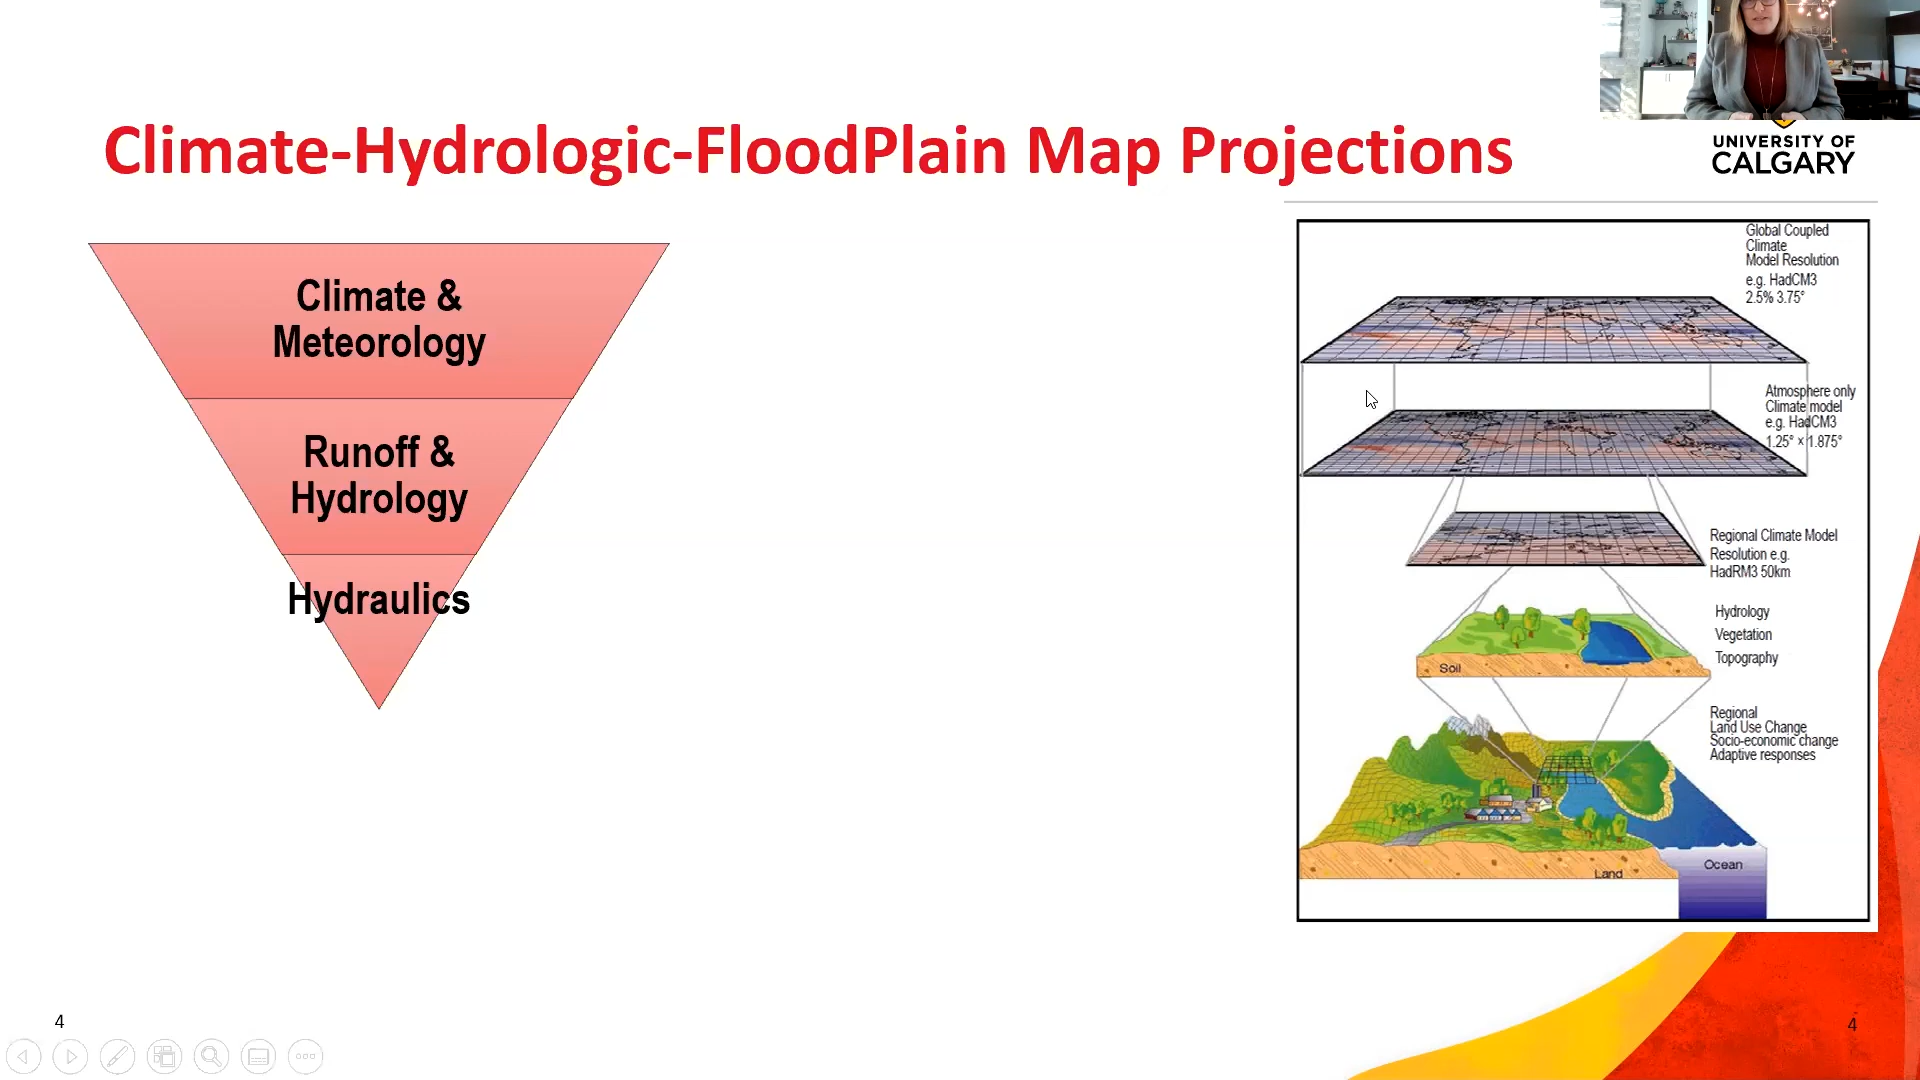 Climate-Hydrologic-FloodPlain Map Projections
UNIVERSITY OF
CALGARY
Climate &
Meteorology
Runoff &
Hydrology
Hydraulics
Global Coupled
Climate
Model Resolution
e.g. HadCM3
2.5% 3.75°
Atmosphere only
Climate model
e.g. HadCM3
1.25° × 1.875°
Regional Climate Model
Resolution e.g.
HadRM3 50km
Hydrology
Vegetation
Topography
Soil
Regional
Land Use Change
Socio-economic change
Adaptive responses
Ocean
Land
4
4